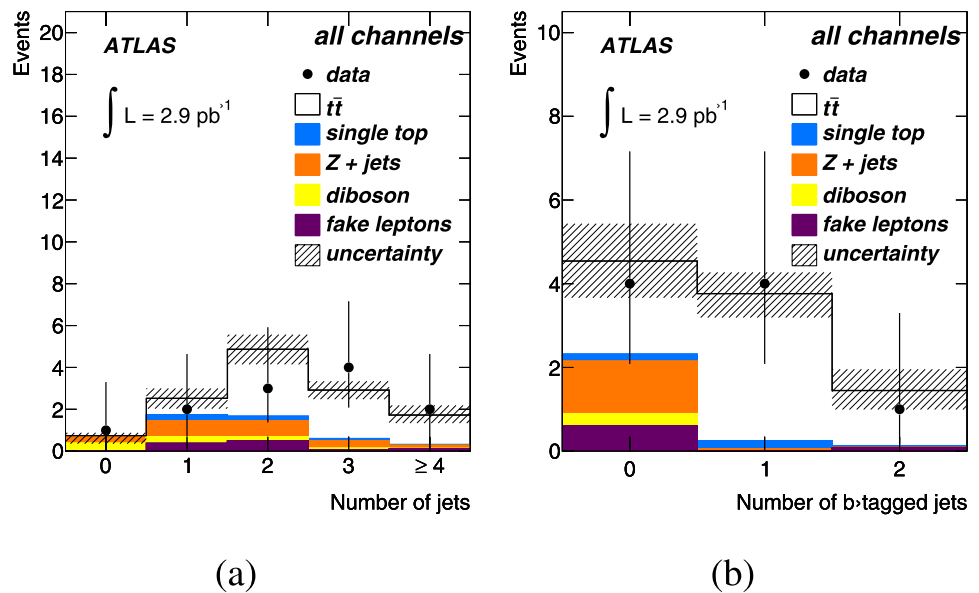 Events
20
18
16
14
12
10
8
6
4
2
0
ATLAS
all channels
∫ L = 2.9 pb›¹
data
tt̄
single top
Z + jets
diboson
fake leptons
uncertainty
0 1 2 3 ≥ 4
Number of jets
(a)
Events
10
8
6
4
2
0
ATLAS
all channels
∫ L = 2.9 pb›¹
data
tt̄
single top
Z + jets
diboson
fake leptons
uncertainty
0 1 2
Number of b›tagged jets
(b)